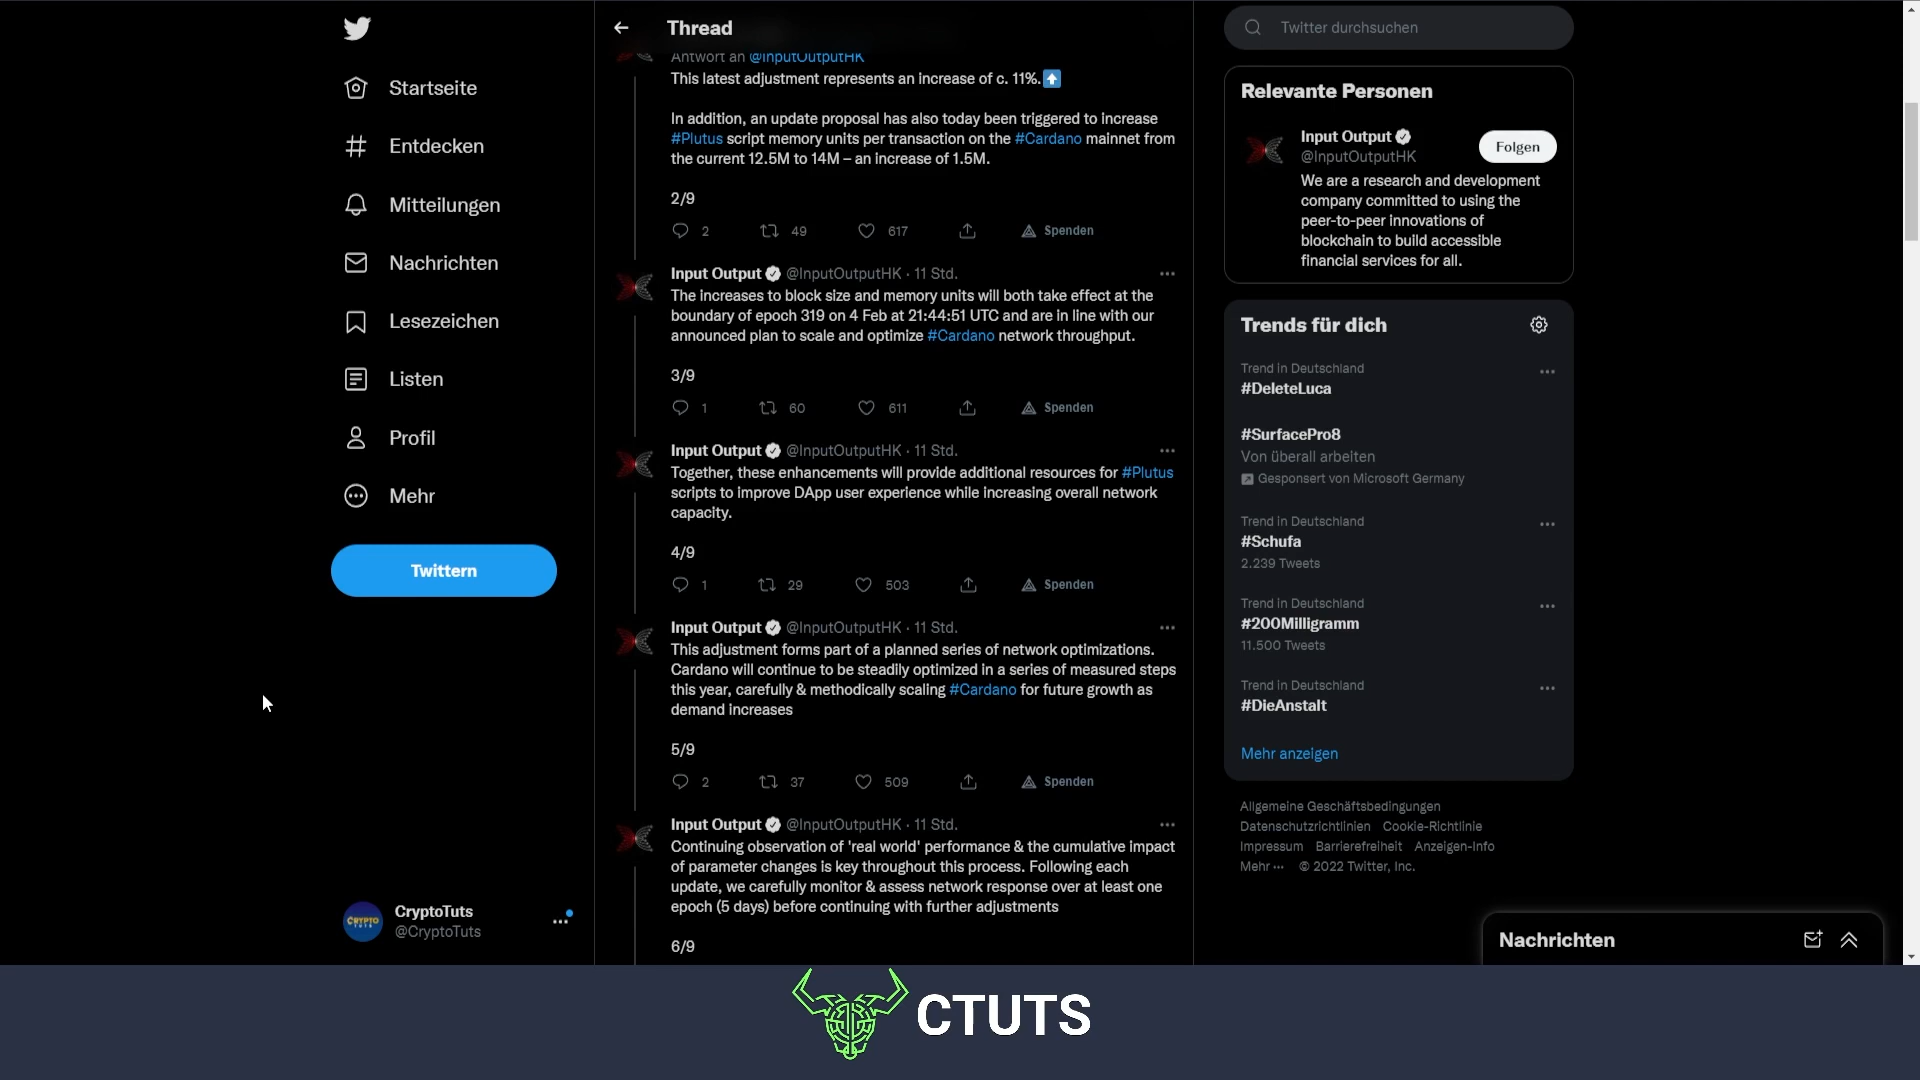 Startseite
Entdecken
Mitteilungen
Nachrichten
Lesezeichen
Listen
Profil
Mehr
Twittern
CRYPTO
TUTS
CryptoTuts
@CryptoTuts
Thread
Antwort an @InputOutputHK
This latest adjustment represents an increase of c. 11%.
In addition, an update proposal has also today been triggered to increase
#Plutus script memory units per transaction on the #Cardano mainnet from
the current 12.5M to 14M – an increase of 1.5M.
2/9
2 49 617 Spenden
Input Output @InputOutputHK · 11 Std.
The increases to block size and memory units will both take effect at the
boundary of epoch 319 on 4 Feb at 21:44:51 UTC and are in line with our
announced plan to scale and optimize #Cardano network throughput.
3/9
1 60 611 Spenden
Input Output @InputOutputHK · 11 Std.
Together, these enhancements will provide additional resources for #Plutus
scripts to improve DApp user experience while increasing overall network
capacity.
4/9
1 29 503 Spenden
Input Output @InputOutputHK · 11 Std.
This adjustment forms part of a planned series of network optimizations.
Cardano will continue to be steadily optimized in a series of measured steps
this year, carefully & methodically scaling #Cardano for future growth as
demand increases
5/9
2 37 509 Spenden
Input Output @InputOutputHK · 11 Std.
Continuing observation of 'real world' performance & the cumulative impact
of parameter changes is key throughout this process. Following each
update, we carefully monitor & assess network response over at least one
epoch (5 days) before continuing with further adjustments
6/9
Twitter durchsuchen
Relevante Personen
Input Output
@InputOutputHK
Folgen
We are a research and development
company committed to using the
peer-to-peer innovations of
blockchain to build accessible
financial services for all.
Trends für dich
Trend in Deutschland
#DeleteLuca
#SurfacePro8
Von überall arbeiten
Gesponsert von Microsoft Germany
Trend in Deutschland
#Schufa
2.239 Tweets
Trend in Deutschland
#200Milligramm
11.500 Tweets
Trend in Deutschland
#DieAnstalt
Mehr anzeigen
Allgemeine Geschäftsbedingungen
Datenschutzrichtlinien Cookie-Richtlinie
Impressum Barrierefreiheit Anzeigen-Info
Mehr ··· © 2022 Twitter, Inc.
Nachrichten
CTUTS